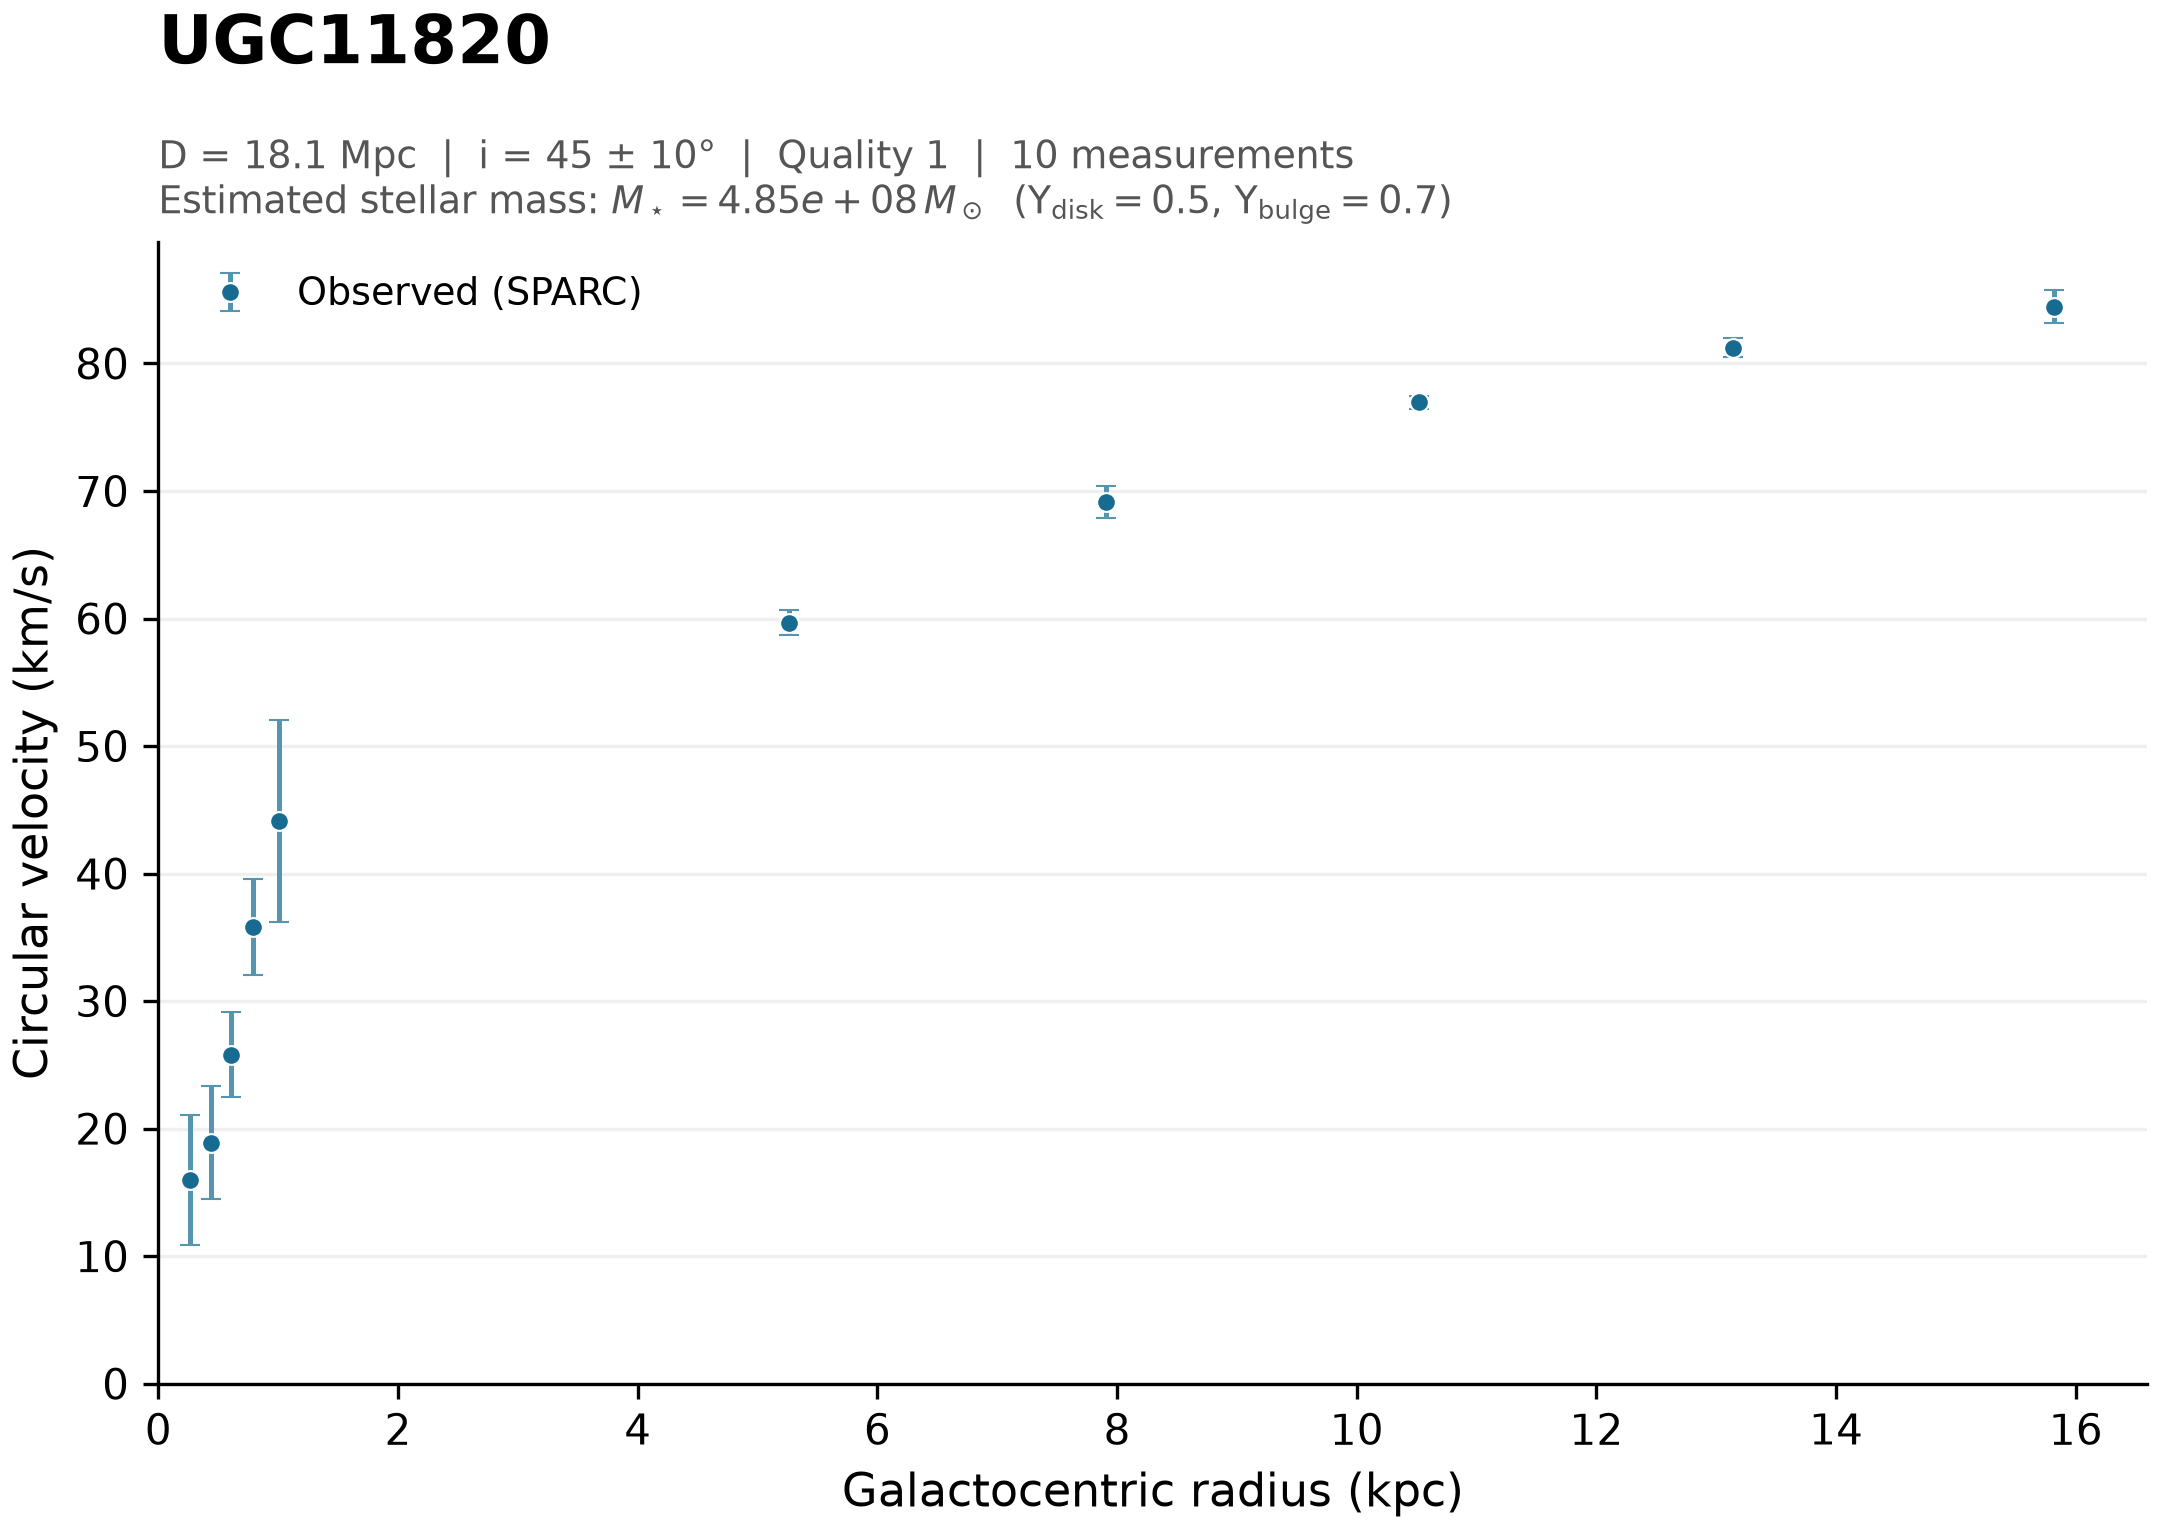 UGC11820
D = 18.1 Mpc | i = 45 ± 10° | Quality 1 | 10 measurements
Estimated stellar mass: M⋆ = 4.85e + 08 M⊙ (Υdisk = 0.5, Υbulge = 0.7)
Observed (SPARC)
80
70
60
50
40
30
20
10
0
Circular velocity (km/s)
0 2 4 6 8 10 12 14 16
Galactocentric radius (kpc)